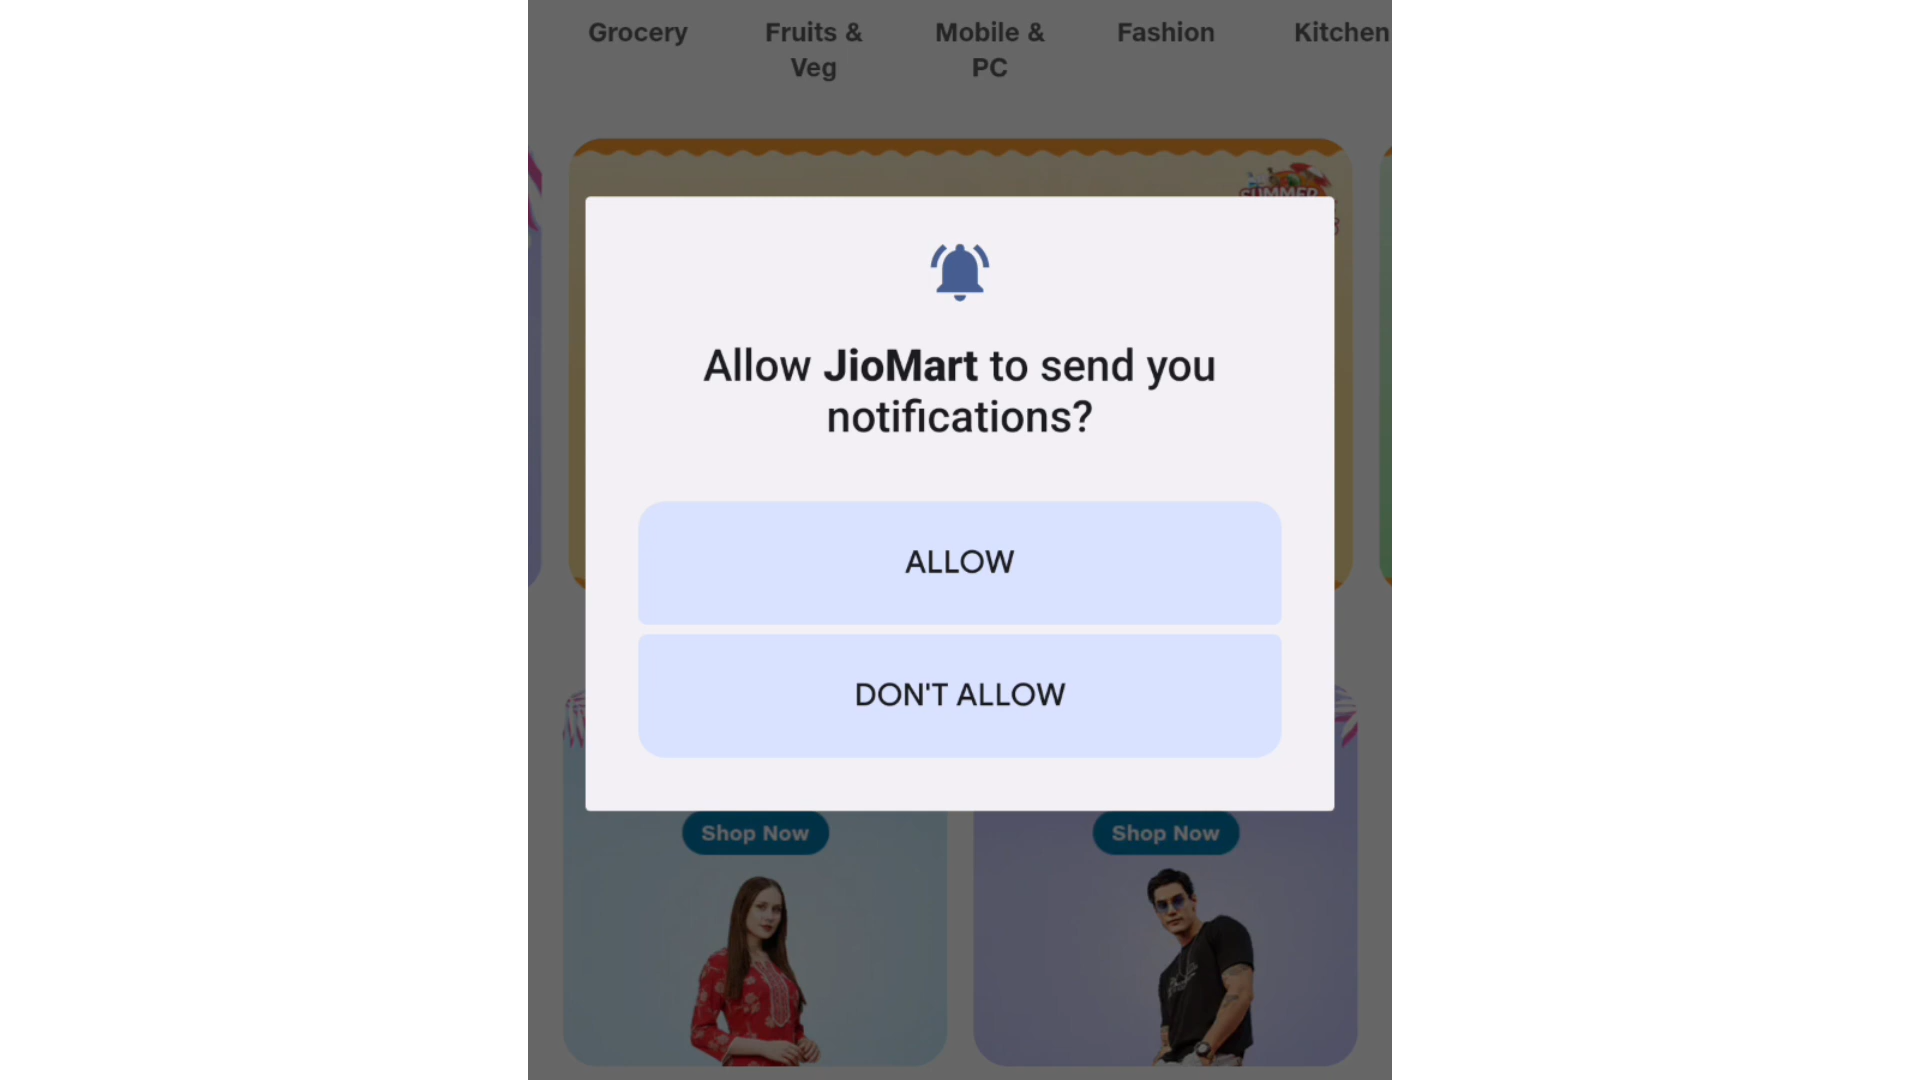 Grocery
Fruits &
Veg
Mobile &
PC
Fashion
Kitchen
SUMMER
Allow JioMart to send you
notifications?
ALLOW
DON'T ALLOW
Shop Now
Shop Now